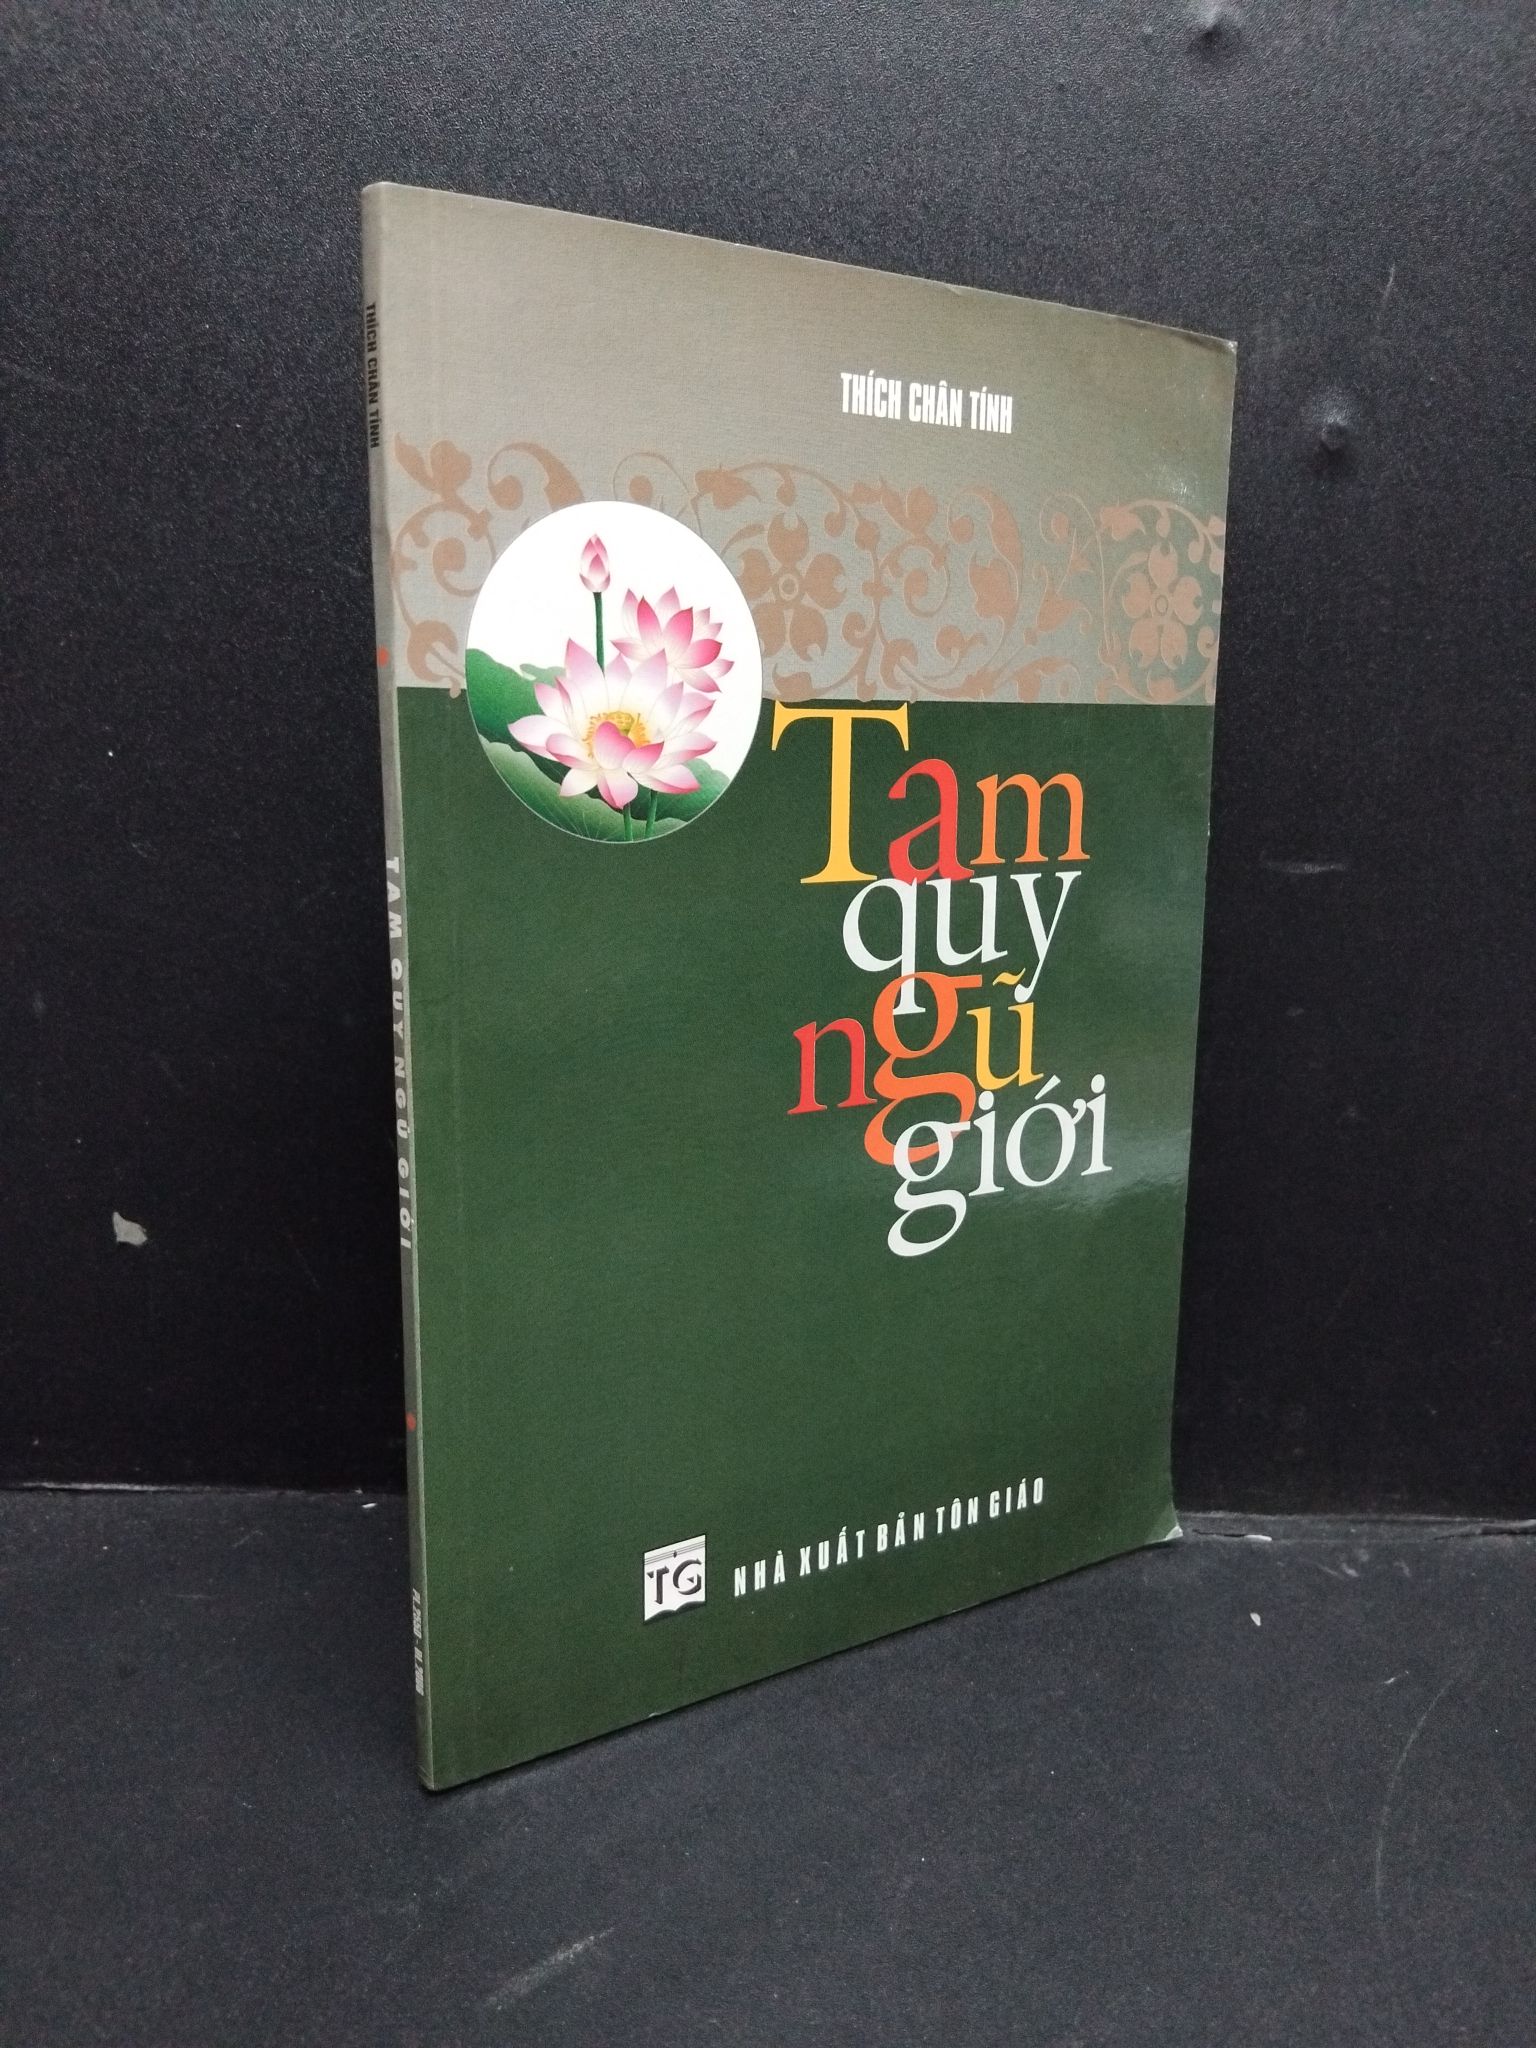 THÍCH CHÂN TÍNH
Tam
quy
ngũ
giới
TG
NHÀ XUẤT BẢN TÔN GIÁO
THÍCH CHÂN TÍNH
TAM QUY NGŨ GIỚI